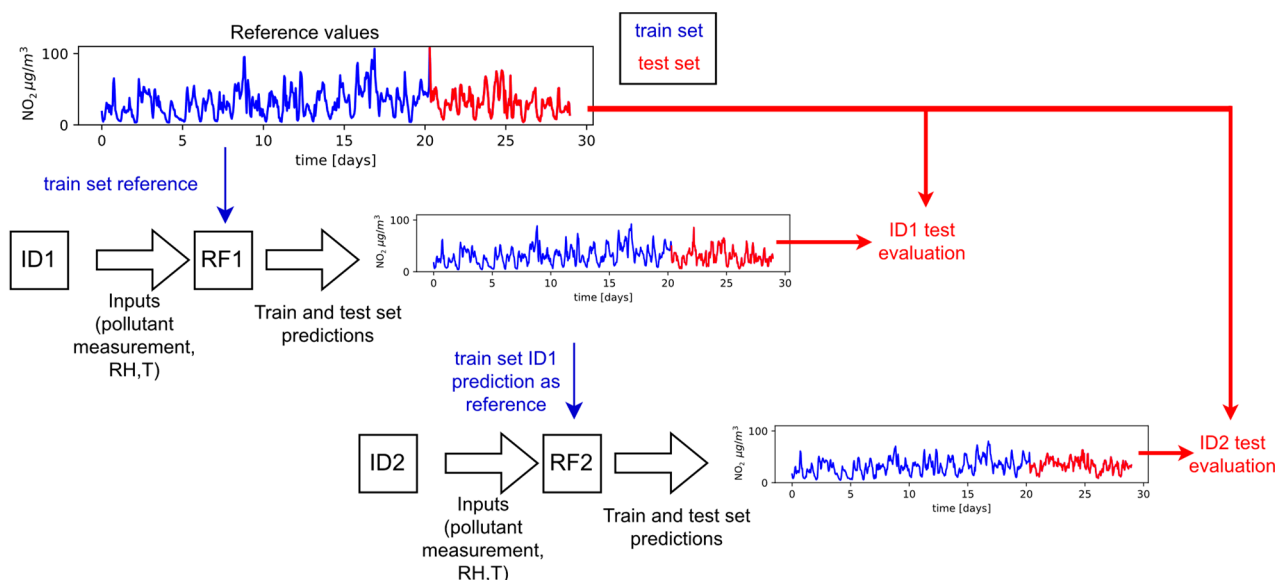 Reference values
train set
test set
NO₂ µg/m³
100
0
0
5
10
15
20
25
30
time [days]
train set reference
ID1
RF1
Inputs
(pollutant
measurement,
RH,T)
Train and test set
predictions
NO₂ µg/m³
100
0
0
5
10
15
20
25
30
time [days]
ID1 test
evaluation
train set ID1
prediction as
reference
ID2
RF2
Inputs
(pollutant
measurement,
RH,T)
Train and test set
predictions
NO₂ µg/m³
100
0
0
5
10
15
20
25
30
time [days]
ID2 test
evaluation